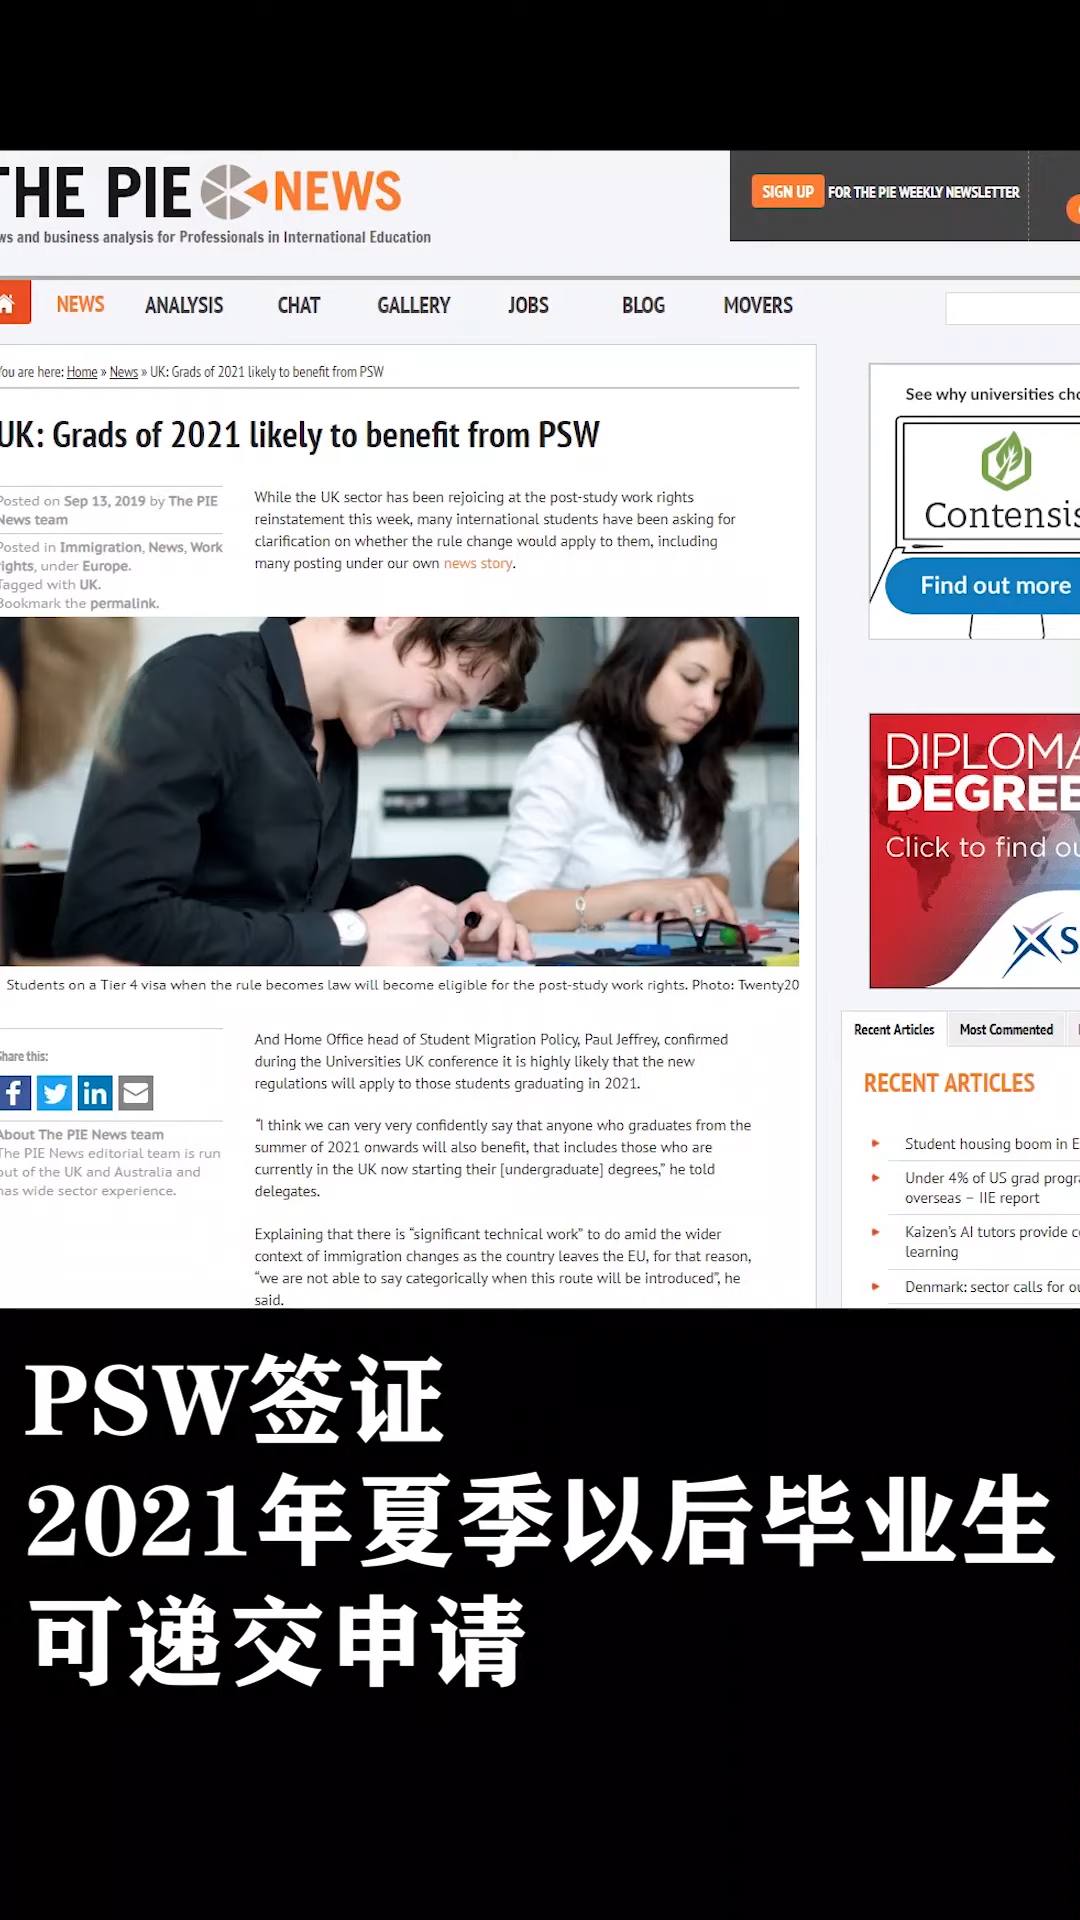 THE PIE NEWS
ws and business analysis for Professionals in International Education
SIGN UP FOR THE PIE WEEKLY NEWSLETTER
NEWS ANALYSIS CHAT GALLERY JOBS BLOG MOVERS
You are here: Home » News » UK: Grads of 2021 likely to benefit from PSW
UK: Grads of 2021 likely to benefit from PSW
Posted on Sep 13, 2019 by The PIE
News team
Posted in Immigration, News, Work
rights, under Europe.
Tagged with UK.
Bookmark the permalink.
While the UK sector has been rejoicing at the post-study work rights
reinstatement this week, many international students have been asking for
clarification on whether the rule change would apply to them, including
many posting under our own news story.
Students on a Tier 4 visa when the rule becomes law will become eligible for the post-study work rights. Photo: Twenty20
Share this:
About The PIE News team
The PIE News editorial team is run
out of the UK and Australia and
has wide sector experience.
And Home Office head of Student Migration Policy, Paul Jeffrey, confirmed
during the Universities UK conference it is highly likely that the new
regulations will apply to those students graduating in 2021.
“I think we can very very confidently say that anyone who graduates from the
summer of 2021 onwards will also benefit, that includes those who are
currently in the UK now starting their [undergraduate] degrees,” he told
delegates.
Explaining that there is “significant technical work” to do amid the wider
context of immigration changes as the country leaves the EU, for that reason,
“we are not able to say categorically when this route will be introduced”, he
said.
See why universities cho
Contensis
Find out more
DIPLOMA
DEGREE
Click to find ou
S
Recent Articles Most Commented
RECENT ARTICLES
Student housing boom in E
Under 4% of US grad progra
overseas – IIE report
Kaizen's AI tutors provide c
learning
Denmark: sector calls for ou
PSW签证
2021年夏季以后毕业生
可递交申请